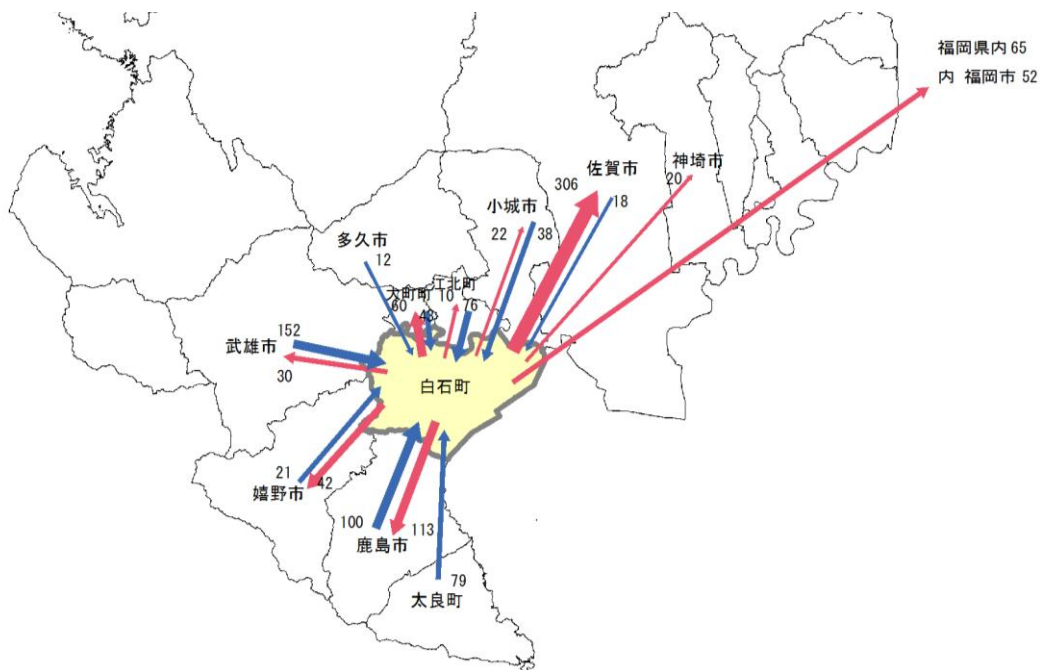 福岡県内 65
内 福岡市 52
佐賀市
神埼市
306
20
18
小城市
22
38
多久市
12
江北町
大町町
10
60
48
76
152
武雄市
30
白石町
21
42
嬉野市
100
113
鹿島市
79
太良町